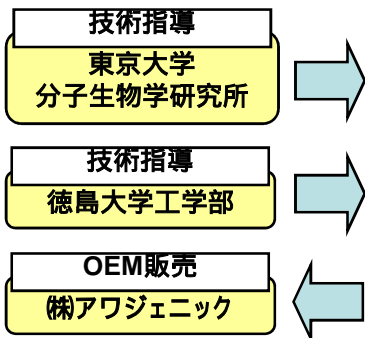 技術指導
東京大学
分子生物学研究所
技術指導
徳島大学工学部
OEM販売
㈱アワジェニック